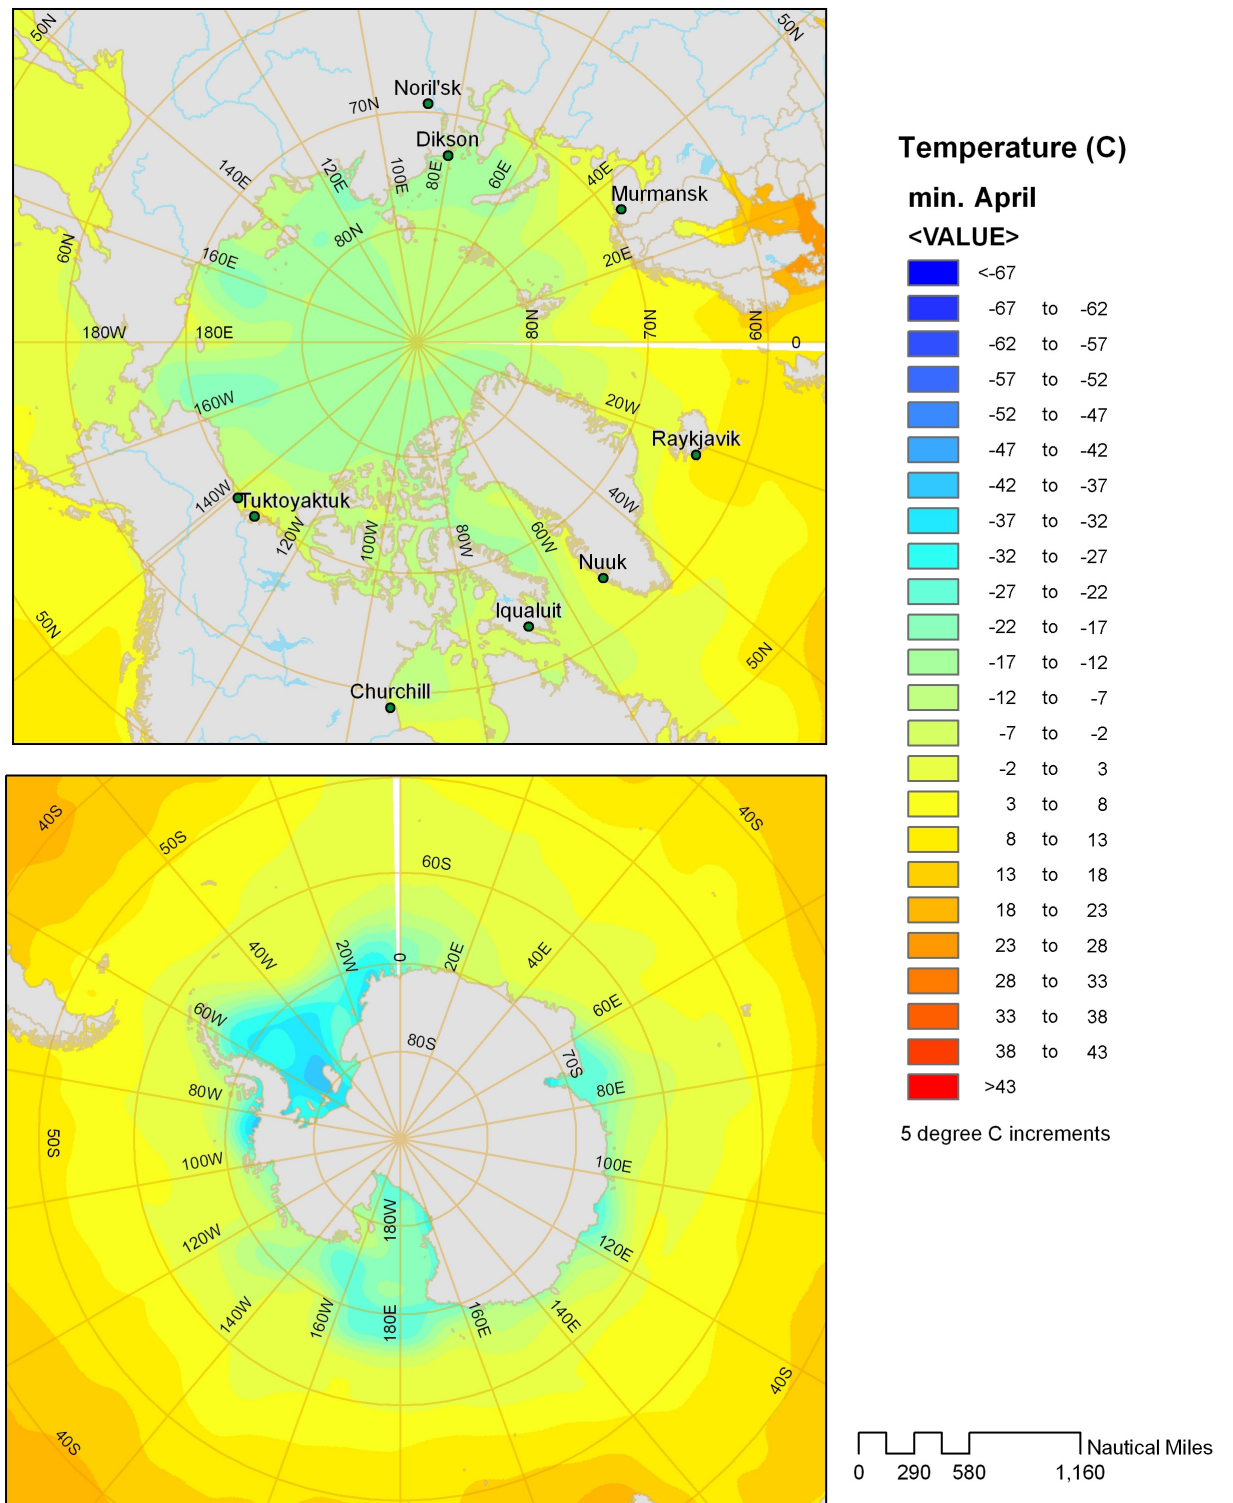 50N
50N
Noril'sk
70N
Dikson
140E
120E
100E
80E
60E
40E
Murmansk
80N
60N
160E
20E
180W
180E
80N
70N
60N
0
160W
20W
Raykjavik
140W
Tuktoyaktuk
120W
100W
80W
60W
40W
Nuuk
Iqualuit
50N
50N
Churchill
Temperature (C)
min. April
<VALUE>
<-67
-67 to -62
-62 to -57
-57 to -52
-52 to -47
-47 to -42
-42 to -37
-37 to -32
-32 to -27
-27 to -22
-22 to -17
-17 to -12
-12 to -7
-7 to -2
-2 to 3
3 to 8
8 to 13
13 to 18
18 to 23
23 to 28
28 to 33
33 to 38
38 to 43
>43
5 degree C increments
40S
50S
40S
60S
40W
20W
0
20E
40E
60W
60E
80S
70S
80W
80E
50S
100W
100E
120W
180W
120E
140W
160W
180E
160E
140E
40S
40S
Nautical Miles
0 290 580 1,160